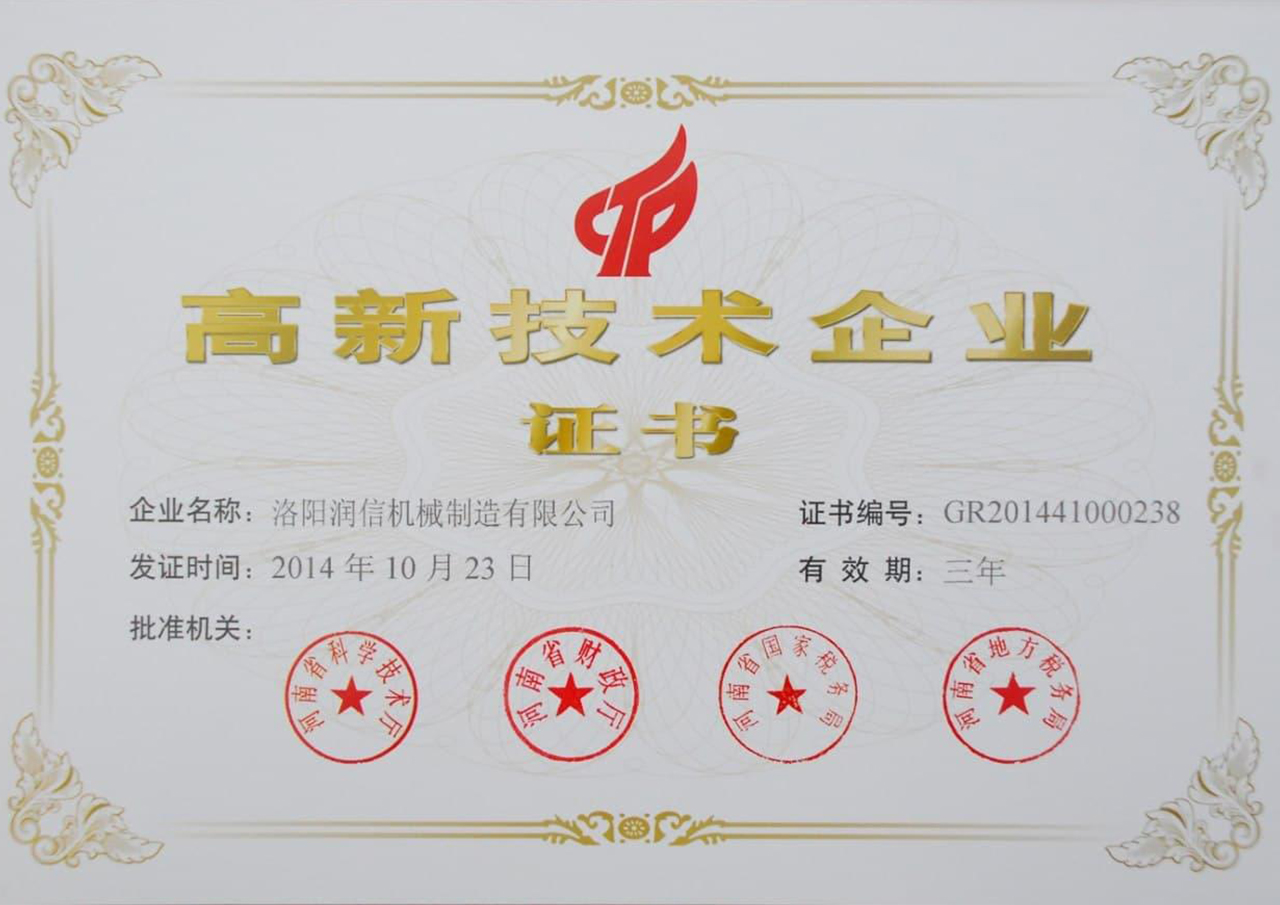 CTP
高新技术企业
证书
企业名称：洛阳润信机械制造有限公司
证书编号：GR201441000238
发证时间：2014 年 10 月 23 日
有 效 期：三年
批准机关：
河南省科学技术厅
河南省财政厅
河南省国家税务局
河南省地方税务局